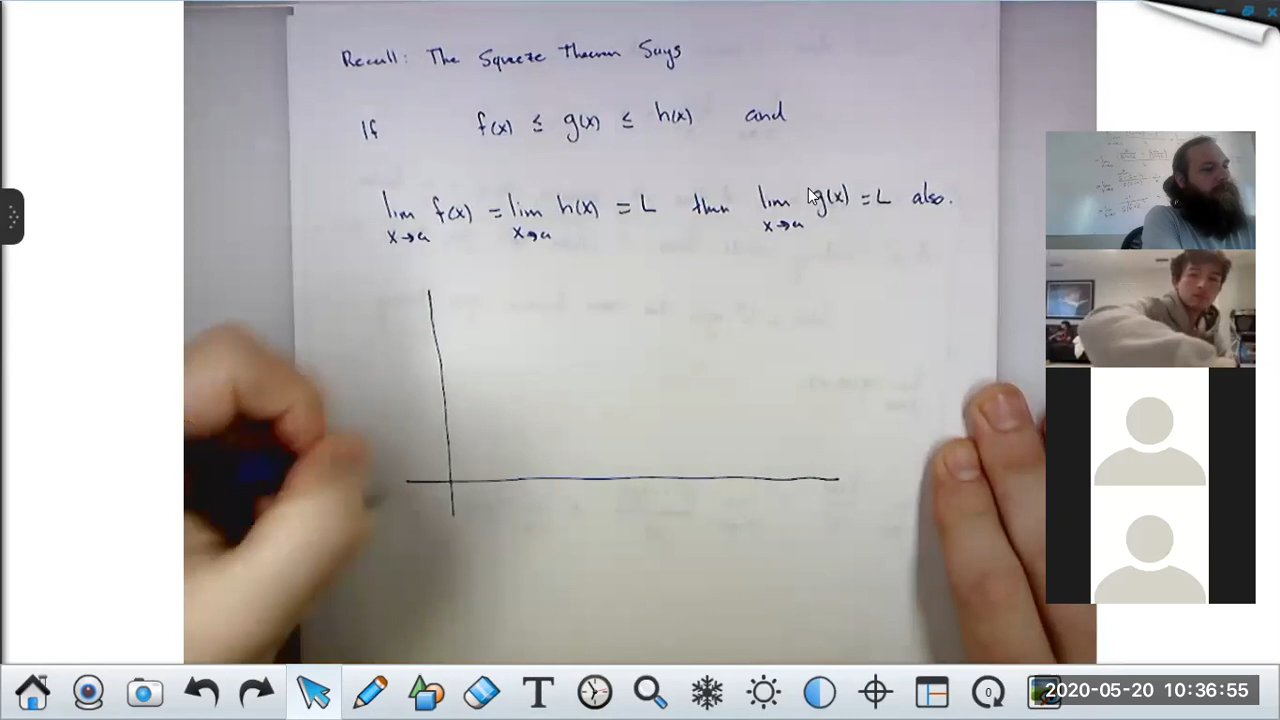 Recall: The Squeeze Theorem Says
If f(x) ≤ g(x) ≤ h(x) and
lim f(x) = lim h(x) = L then lim g(x) = L also.
x→a x→a x→a
2020-05-20 10:36:55